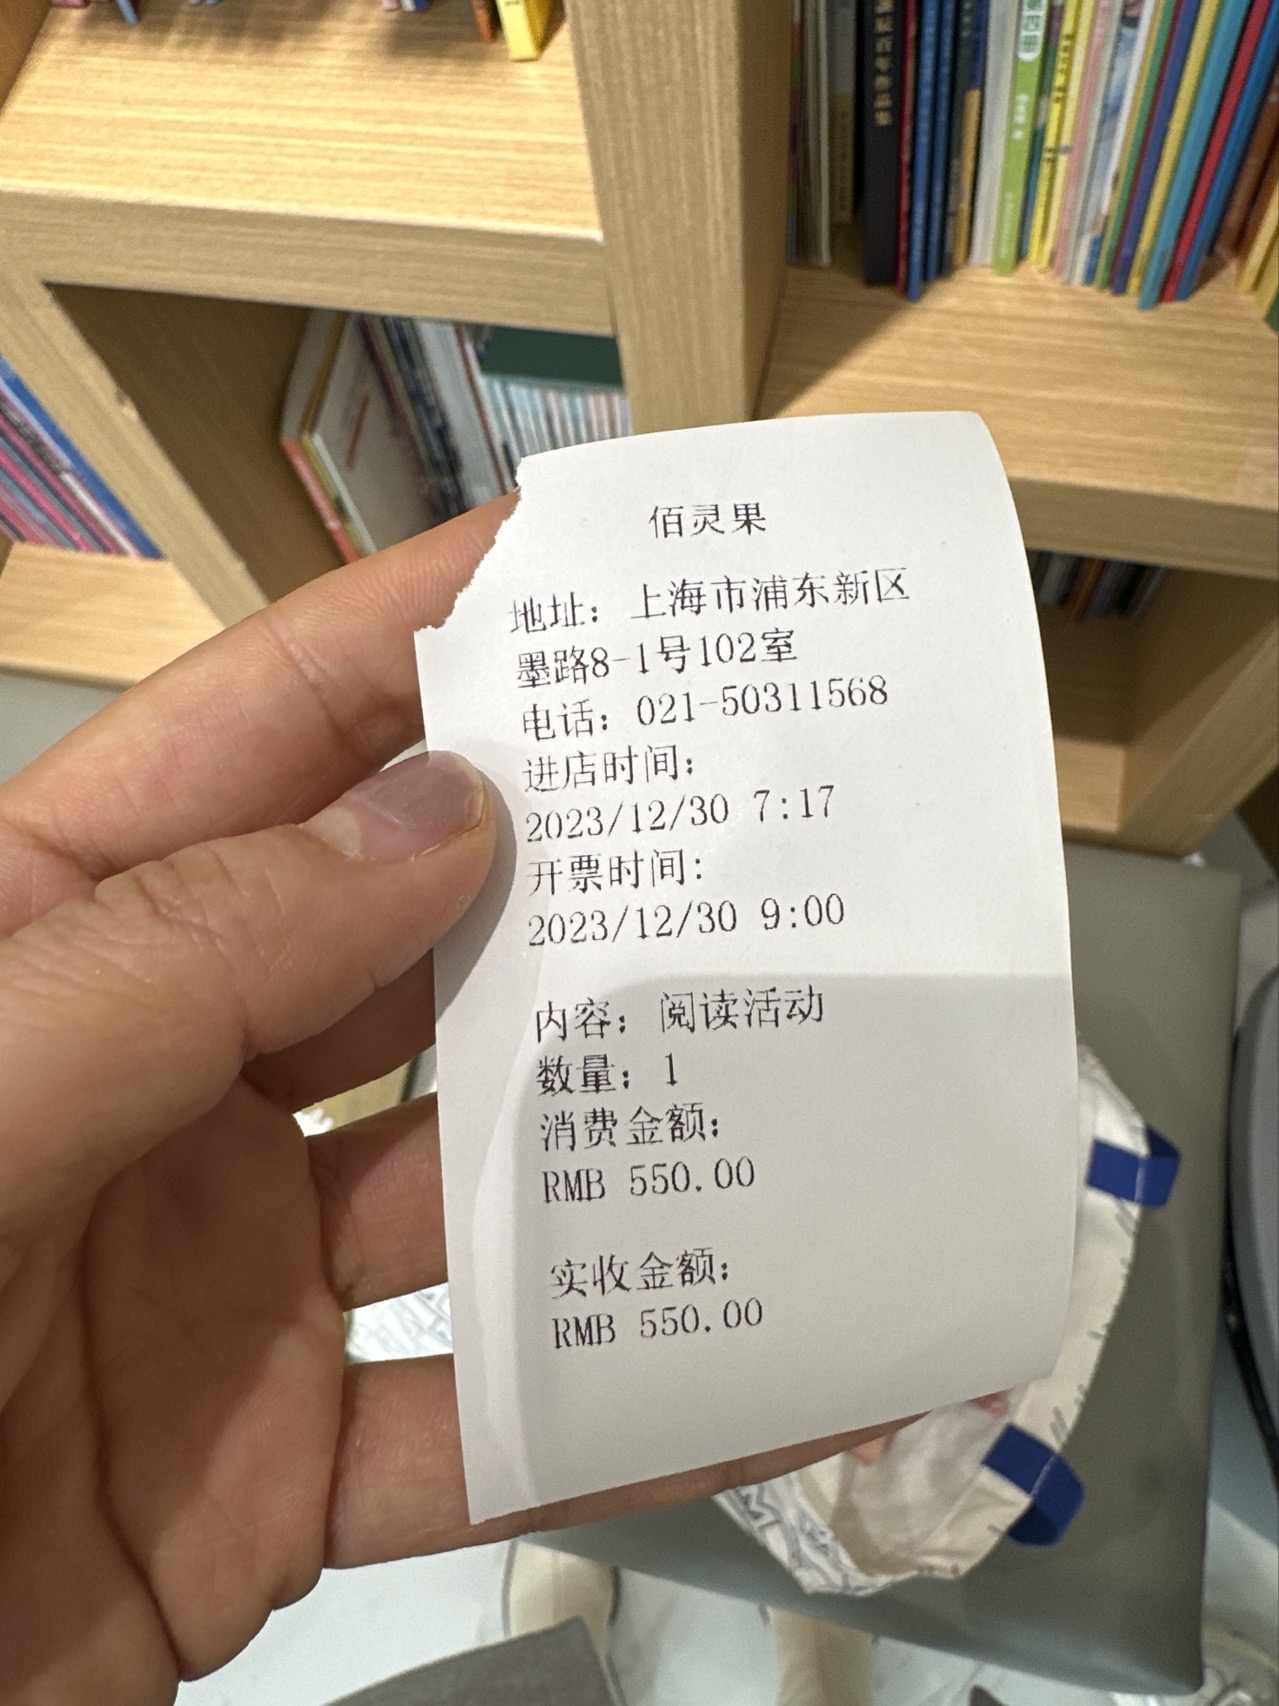 佰灵果
地址：上海市浦东新区
墨路8-1号102室
电话：021-50311568
进店时间：
2023/12/30 7:17
开票时间：
2023/12/30 9:00
内容：阅读活动
数量：1
消费金额：
RMB 550.00
实收金额：
RMB 550.00